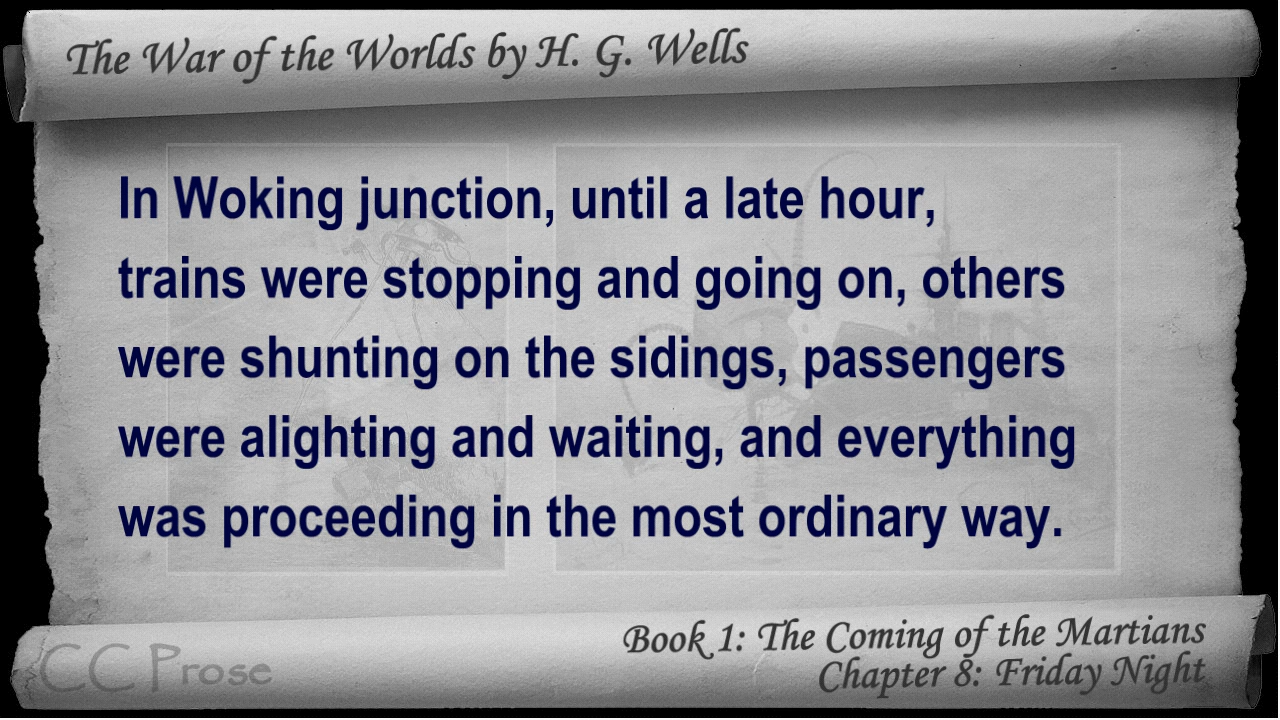 The War of the Worlds by H. G. Wells
In Woking junction, until a late hour,
trains were stopping and going on, others
were shunting on the sidings, passengers
were alighting and waiting, and everything
was proceeding in the most ordinary way.
Book 1: The Coming of the Martians
Chapter 8: Friday Night
CC Prose